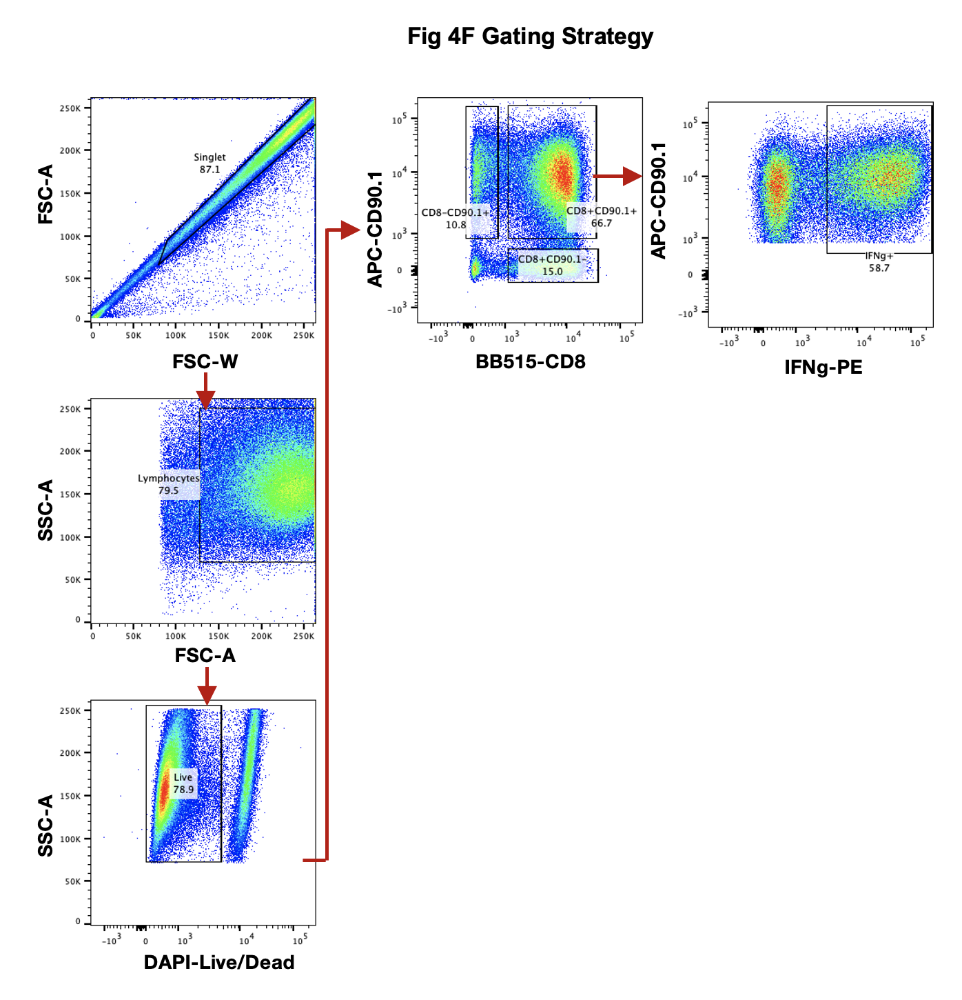 Fig 4F Gating Strategy
250K
200K
150K
100K
50K
0
FSC-A
Singlet
87.1
0 50K 100K 150K 200K 250K
FSC-W
250K
200K
150K
100K
50K
0
SSC-A
Lymphocytes
79.5
0 50K 100K 150K 200K 250K
FSC-A
250K
200K
150K
100K
50K
0
SSC-A
Live
78.9
-10³ 0 10³ 10⁴ 10⁵
DAPI-Live/Dead
10⁵
10⁴
10³
0
-10³
APC-CD90.1
CD8-CD90.1+
10.8
CD8+CD90.1+
66.7
CD8+CD90.1-
15.0
-10³ 0 10³ 10⁴ 10⁵
BB515-CD8
10⁵
10⁴
10³
0
-10³
APC-CD90.1
IFNg+
58.7
-10³ 0 10³ 10⁴ 10⁵
IFNg-PE